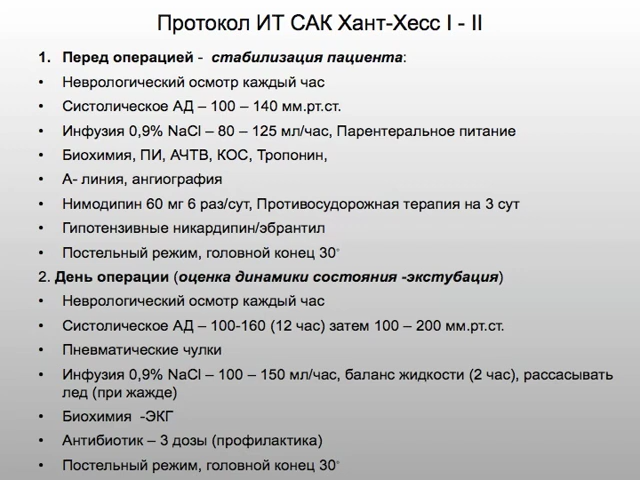 Протокол ИТ САК Хант-Хесс I - II
1. Перед операцией - стабилизация пациента:
• Неврологический осмотр каждый час
• Систолическое АД – 100 – 140 мм.рт.ст.
• Инфузия 0,9% NaCl – 80 – 125 мл/час, Парентеральное питание
• Биохимия, ПИ, АЧТВ, КОС, Тропонин,
• А- линия, ангиография
• Нимодипин 60 мг 6 раз/сут, Противосудорожная терапия на 3 сут
• Гипотензивные никардипин/эбрантил
• Постельный режим, головной конец 30°
2. День операции (оценка динамики состояния -экстубация)
• Неврологический осмотр каждый час
• Систолическое АД – 100-160 (12 час) затем 100 – 200 мм.рт.ст.
• Пневматические чулки
• Инфузия 0,9% NaCl – 100 – 150 мл/час, баланс жидкости (2 час), рассасывать
лед (при жажде)
• Биохимия -ЭКГ
• Антибиотик – 3 дозы (профилактика)
• Постельный режим, головной конец 30°